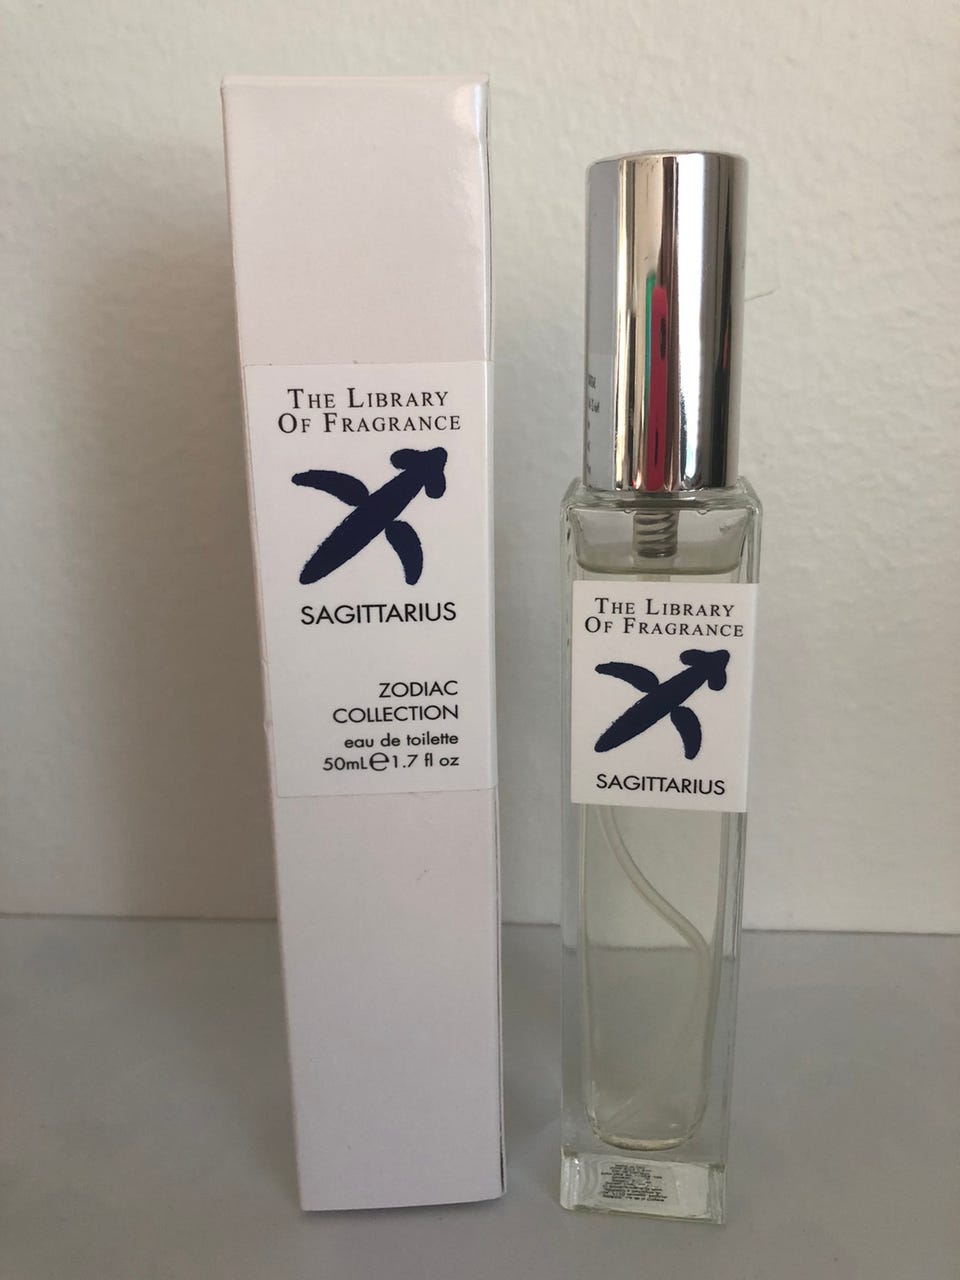 THE LIBRARY
OF FRAGRANCE
SAGITTARIUS
ZODIAC
COLLECTION
eau de toilette
50mL℮1.7 fl oz
THE LIBRARY
OF FRAGRANCE
SAGITTARIUS